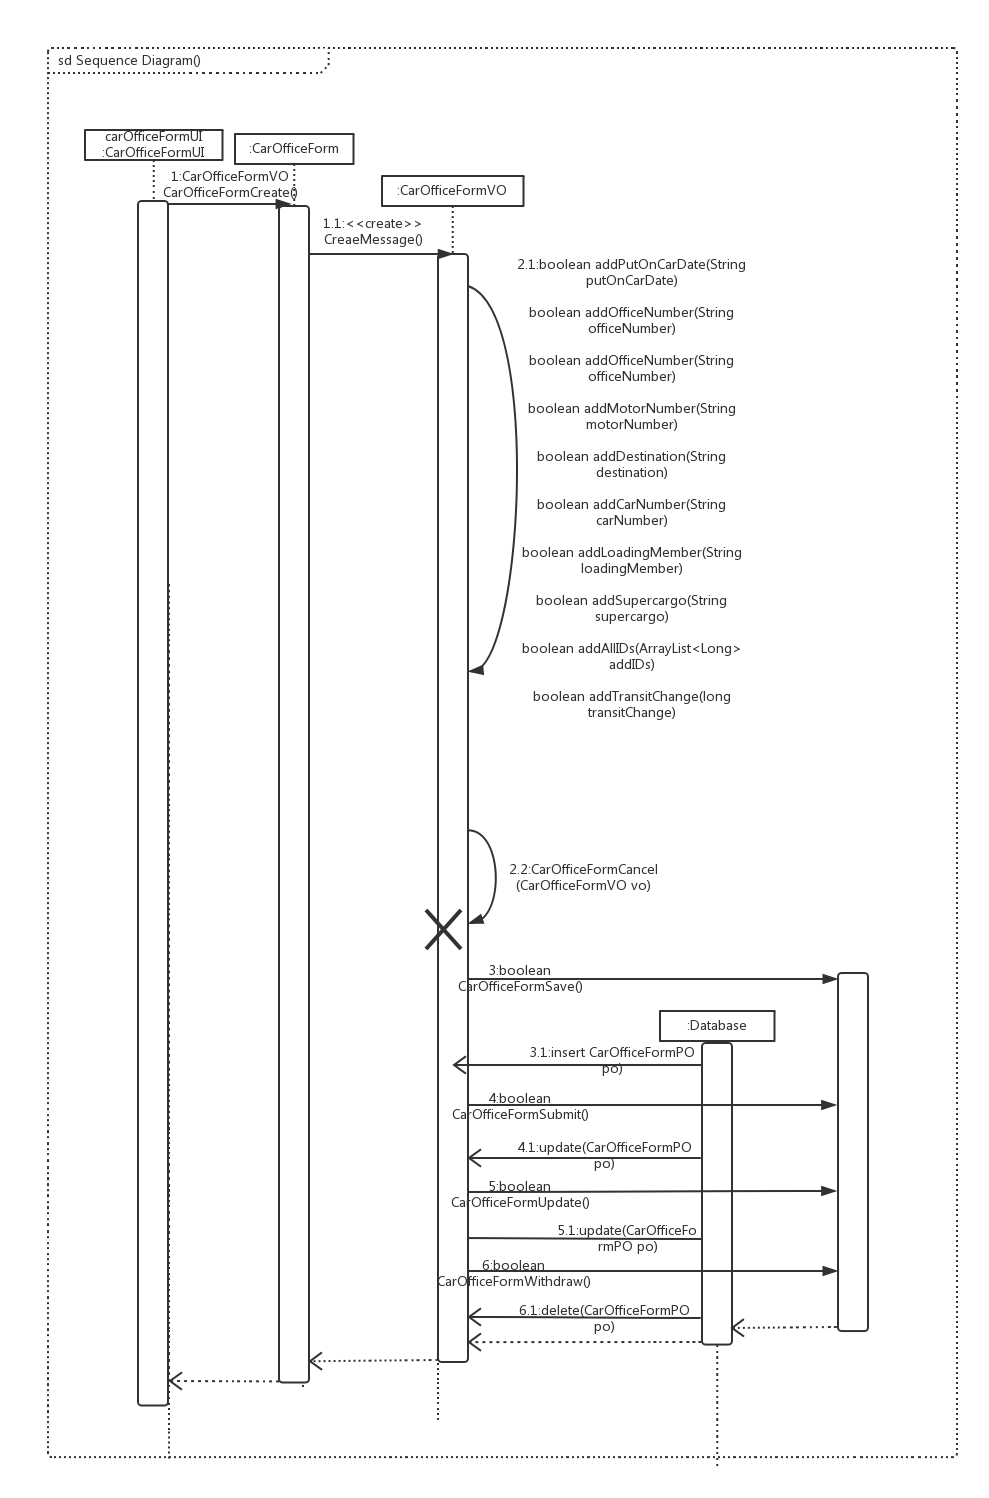 sd Sequence Diagram()
carOfficeFormUI
:CarOfficeFormUI
:CarOfficeForm
1:CarOfficeFormVO
CarOfficeFormCreate()
:CarOfficeFormVO
1.1:<<create>>
CreaeMessage()
2.1:boolean addPutOnCarDate(String
putOnCarDate)
boolean addOfficeNumber(String
officeNumber)
boolean addOfficeNumber(String
officeNumber)
boolean addMotorNumber(String
motorNumber)
boolean addDestination(String
destination)
boolean addCarNumber(String
carNumber)
boolean addLoadingMember(String
loadingMember)
boolean addSupercargo(String
supercargo)
boolean addAllIDs(ArrayList<Long>
addIDs)
boolean addTransitChange(long
transitChange)
2.2:CarOfficeFormCancel
(CarOfficeFormVO vo)
3:boolean
CarOfficeFormSave()
:Database
3.1:insert CarOfficeFormPO
po)
4:boolean
CarOfficeFormSubmit()
4.1:update(CarOfficeFormPO
po)
5:boolean
CarOfficeFormUpdate()
5.1:update(CarOfficeFo
rmPO po)
6:boolean
CarOfficeFormWithdraw()
6.1:delete(CarOfficeFormPO
po)